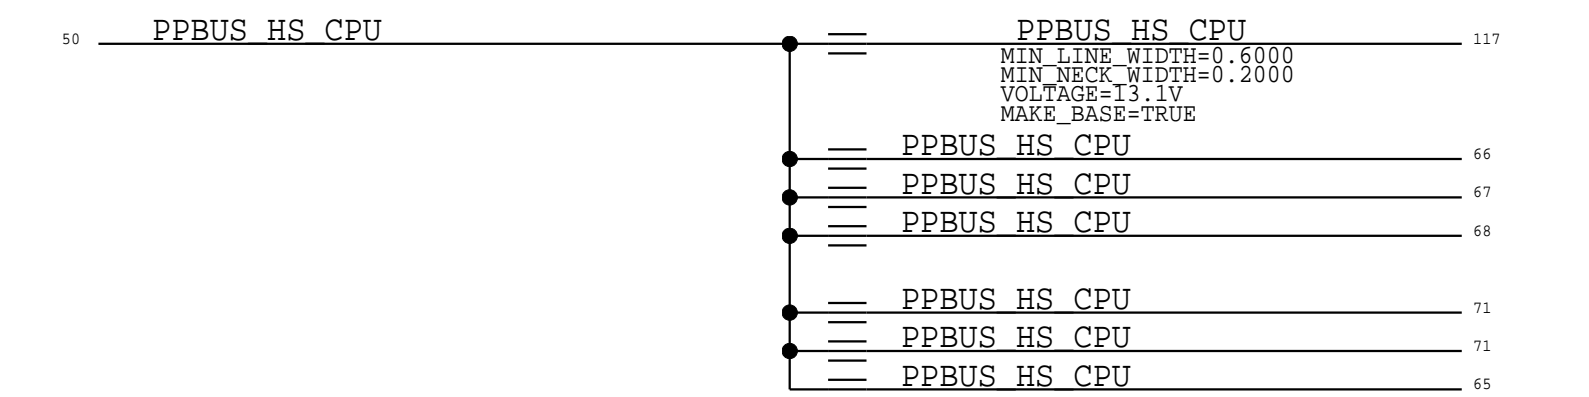 PPBUS_HS_CPU PPBUS_HS_CPU
50 117
MIN_LINE_WIDTH=0.6000
MIN_NECK_WIDTH=0.2000
VOLTAGE=13.1V
MAKE_BASE=TRUE
PPBUS_HS_CPU 66
PPBUS_HS_CPU 67
PPBUS_HS_CPU 68
PPBUS_HS_CPU 71
PPBUS_HS_CPU 71
PPBUS_HS_CPU 65